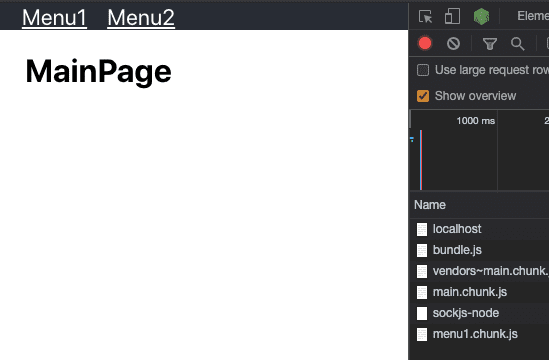 Menu1 Menu2
MainPage
Eleme
Use large request row
Show overview
1000 ms
2
Name
localhost
bundle.js
vendors~main.chunk.j
main.chunk.js
sockjs-node
menu1.chunk.js